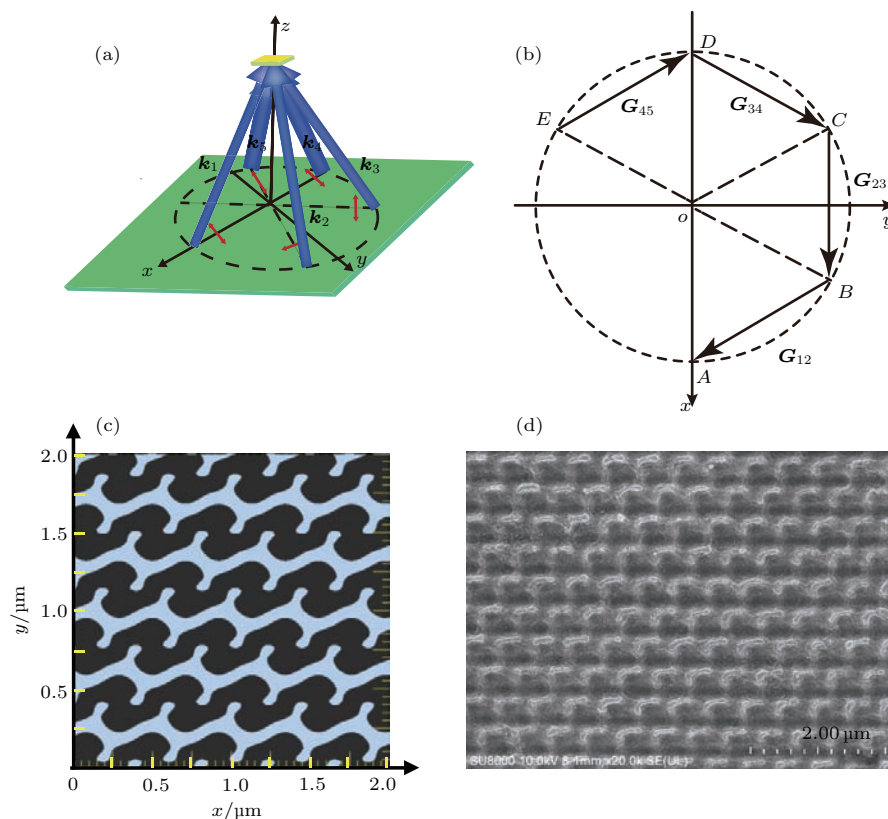 (a)
z
k1
k5
k4
k3
k2
x
y
(b)
D
E
G45
G34
C
G23
o
y
B
G12
A
x
(c)
2.0
1.5
1.0
0.5
y/µm
0
0.5
1.0
1.5
2.0
x/µm
(d)
2.00 µm
SU8000 10.0kV 8.1mm x20.0k SE(UL)